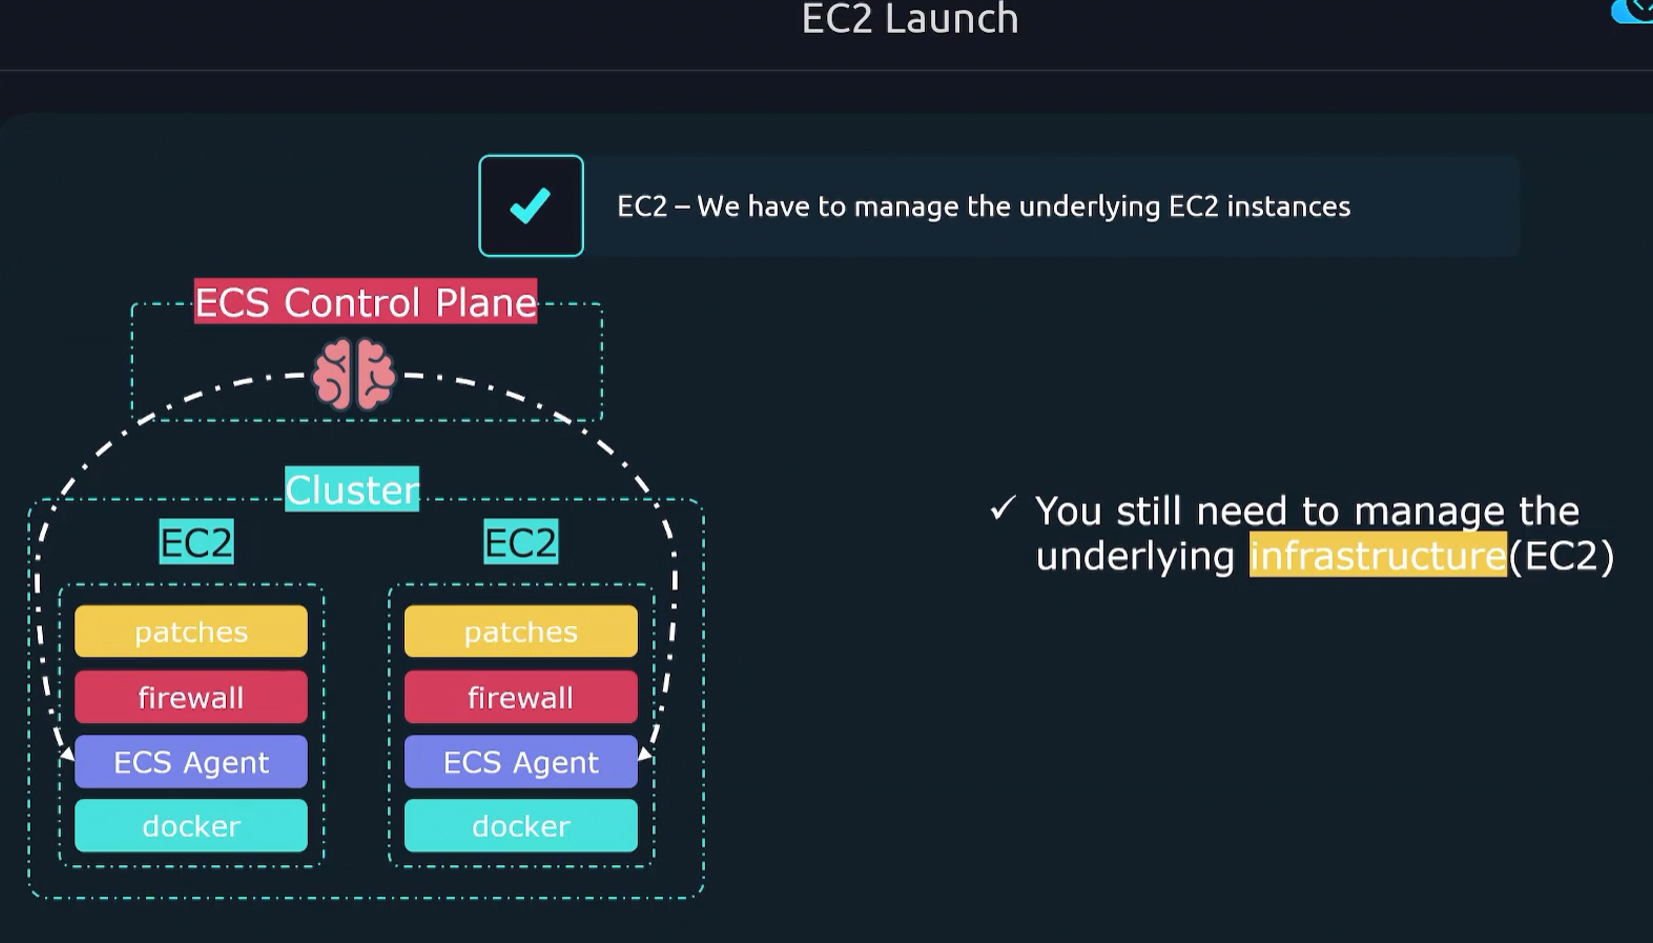 EC2 Launch
EC2 – We have to manage the underlying EC2 instances
ECS Control Plane
Cluster
EC2
patches
firewall
ECS Agent
docker
EC2
patches
firewall
ECS Agent
docker
✓ You still need to manage the
underlying infrastructure(EC2)